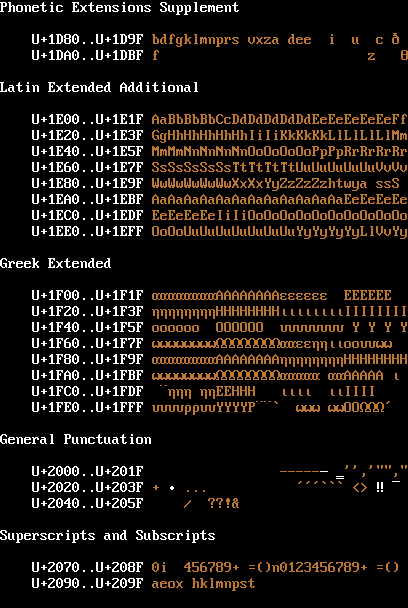 Phonetic Extensions Supplement
U+1D80..U+1D9F bdfgklmnprs vxza dee i u c ð
U+1DA0..U+1DBF f z θ
Latin Extended Additional
U+1E00..U+1E1F AaBbBbBbCcDdDdDdDdDdEeEeEeEeEeFf
U+1E20..U+1E3F GgHhHhHhHhHhIiIiKkKkKkLlLlLlLlMm
U+1E40..U+1E5F MmMmNnNnNnNnOoOoOoOoPpPpRrRrRrRr
U+1E60..U+1E7F SsSsSsSsSsTtTtTtTtUuUuUuUuUuVvVv
U+1E80..U+1E9F WwWwWwWwWwXxXxYyZzZzZzhtwya ssS
U+1EA0..U+1EBF AaAaAaAaAaAaAaAaAaAaAaAaEeEeEeEe
U+1EC0..U+1EDF EeEeEeEeIiIiOoOoOoOoOoOoOoOoOoOo
U+1EE0..U+1EFF OoOoUuUuUuUuUuUuUuYyYyYyYyLlVvYy
Greek Extended
U+1F00..U+1F1F ααααααααΑΑΑΑΑΑΑΑεεεεεε ΕΕΕΕΕΕ
U+1F20..U+1F3F ηηηηηηηηΗΗΗΗΗΗΗΗιιιιιιιιΙΙΙΙΙΙΙΙ
U+1F40..U+1F5F οοοοοο ΟΟΟΟΟΟ υυυυυυυυ Υ Υ Υ Υ
U+1F60..U+1F7F ωωωωωωωωΩΩΩΩΩΩΩΩααεεηηιιοουυωω
U+1F80..U+1F9F ααααααααΑΑΑΑΑΑΑΑηηηηηηηηΗΗΗΗΗΗΗΗ
U+1FA0..U+1FBF ωωωωωωωωΩΩΩΩΩΩΩΩααααα ααΑΑΑΑΑ ι
U+1FC0..U+1FDF ¨ηηη ηηΕΕΗΗΗ ιιιι ιιΙΙΙΙ
U+1FE0..U+1FFF υυυυρρυυΥΥΥΥΡ¨¨` ωωω ωωΟΟΩΩΩ´
General Punctuation
U+2000..U+201F
U+2020..U+203F + • ... <> ‼
U+2040..U+205F / ??!&
Superscripts and Subscripts
U+2070..U+208F 0i 456789+ =()n0123456789+ =()
U+2090..U+209F aeox hklmnpst